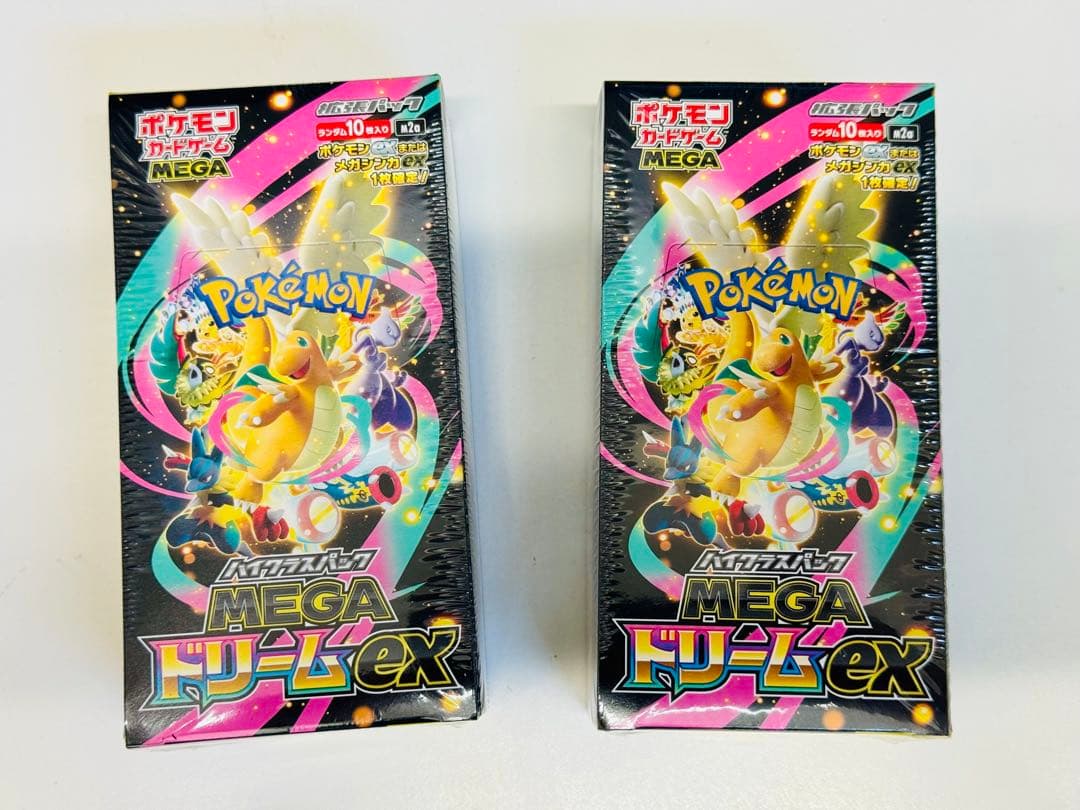 ポケモン
カードゲーム
MEGA
拡張パック
ランダム10枚入り
M2a
ポケモンexまたは
メガシンカex
1枚確定!
POKéMON
ハイクラスパック
MEGA
ドリームex
ポケモン
カードゲーム
MEGA
拡張パック
ランダム10枚入り
M2a
ポケモンexまたは
メガシンカex
1枚確定!
POKéMON
ハイクラスパック
MEGA
ドリームex